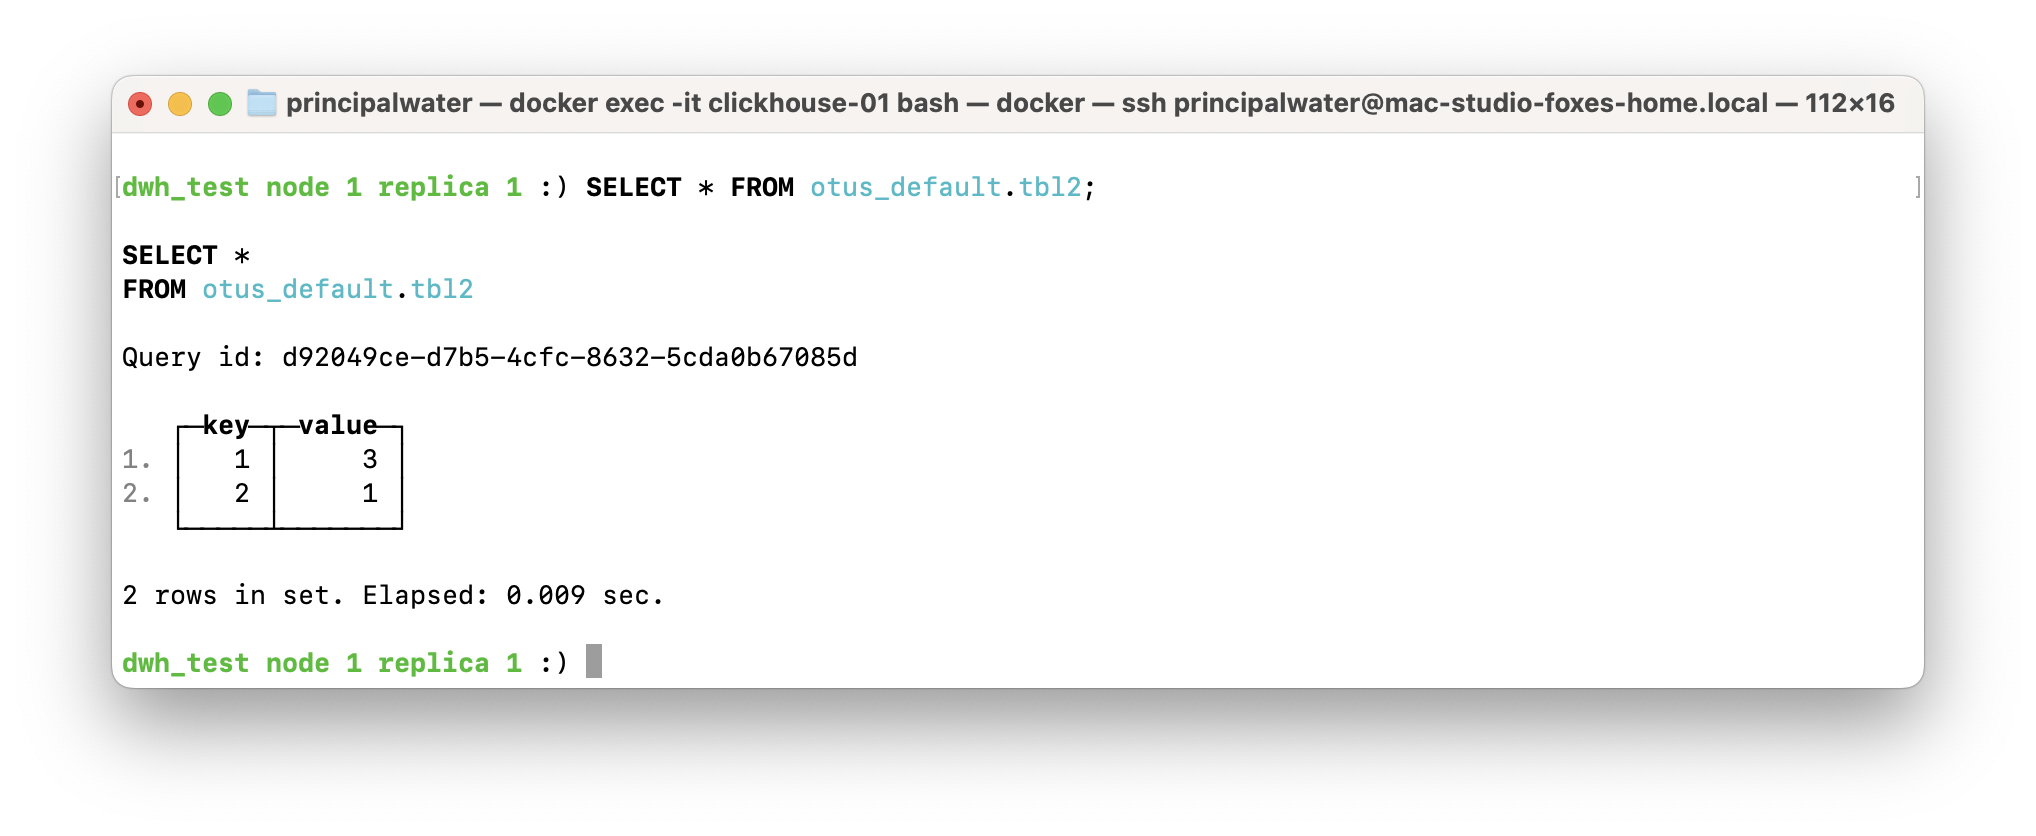 principalwater — docker exec -it clickhouse-01 bash — docker — ssh principalwater@mac-studio-foxes-home.local — 112×16
[dwh_test node 1 replica 1 :) SELECT * FROM otus_default.tbl2; ]
SELECT *
FROM otus_default.tbl2
Query id: d92049ce-d7b5-4cfc-8632-5cda0b67085d
key value
1. 1 3
2. 2 1
2 rows in set. Elapsed: 0.009 sec.
dwh_test node 1 replica 1 :)